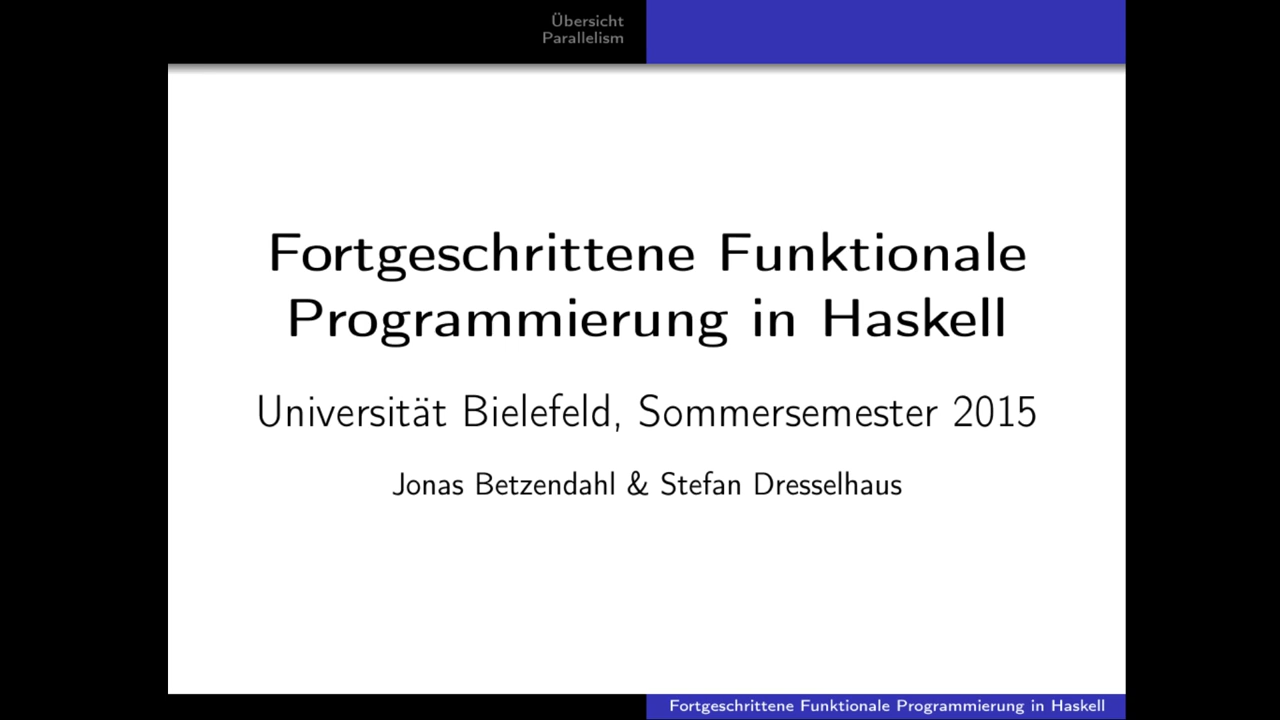 Übersicht
Parallelism
Fortgeschrittene Funktionale
Programmierung in Haskell
Universität Bielefeld, Sommersemester 2015
Jonas Betzendahl & Stefan Dresselhaus
Fortgeschrittene Funktionale Programmierung in Haskell